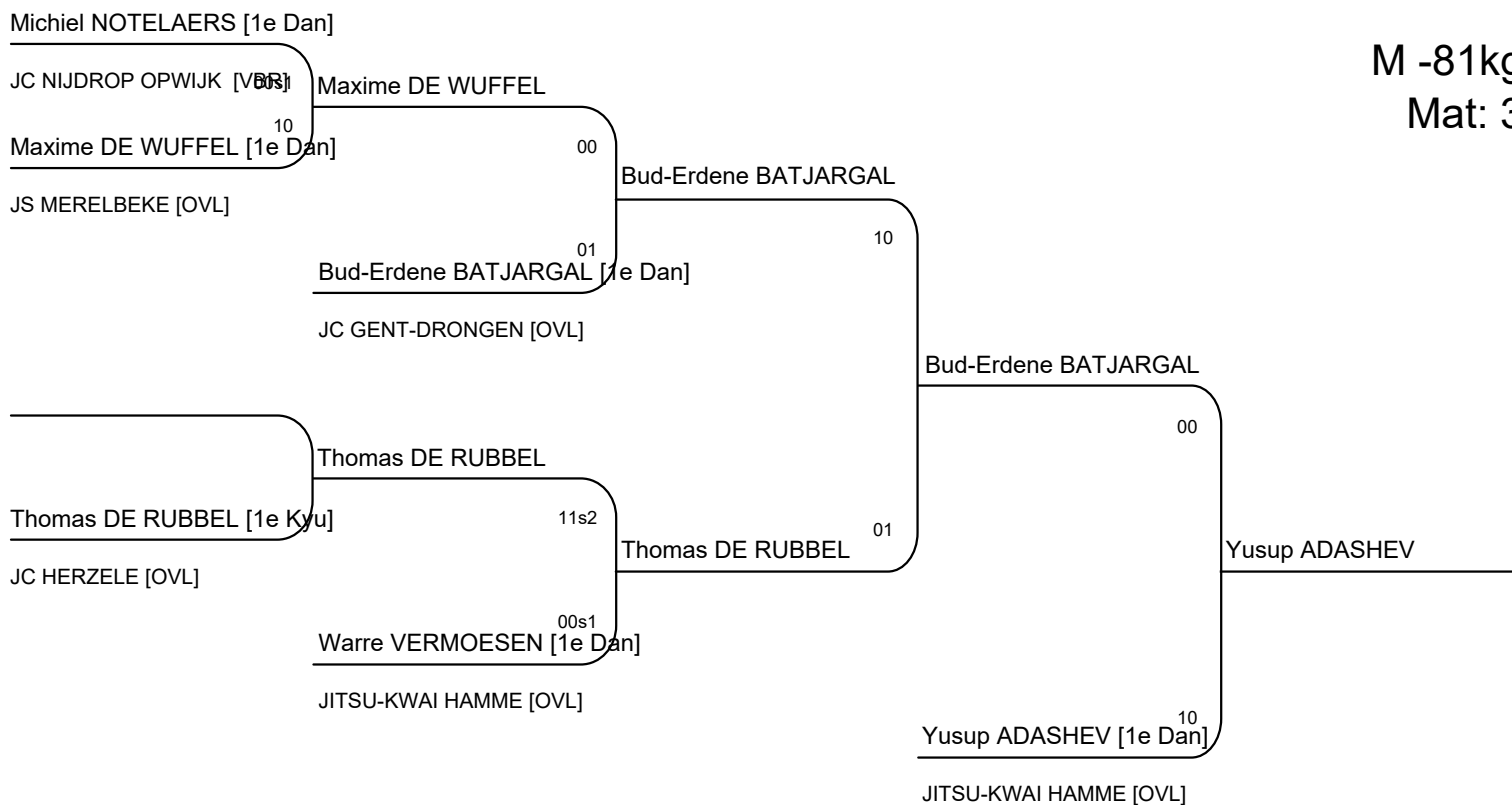 Michiel NOTELAERS [1e Dan]
JC NIJDROP OPWIJK [VBR]
00s1
Maxime DE WUFFEL
10
Maxime DE WUFFEL [1e Dan]
JS MERELBEKE [OVL]
00
Bud-Erdene BATJARGAL
01
Bud-Erdene BATJARGAL [1e Dan]
JC GENT-DRONGEN [OVL]
10
Bud-Erdene BATJARGAL
Thomas DE RUBBEL
Thomas DE RUBBEL [1e Kyu]
JC HERZELE [OVL]
11s2
Thomas DE RUBBEL
01
00s1
Warre VERMOESEN [1e Dan]
JITSU-KWAI HAMME [OVL]
00
Yusup ADASHEV
10
Yusup ADASHEV [1e Dan]
JITSU-KWAI HAMME [OVL]
M -81kg
Mat: 3